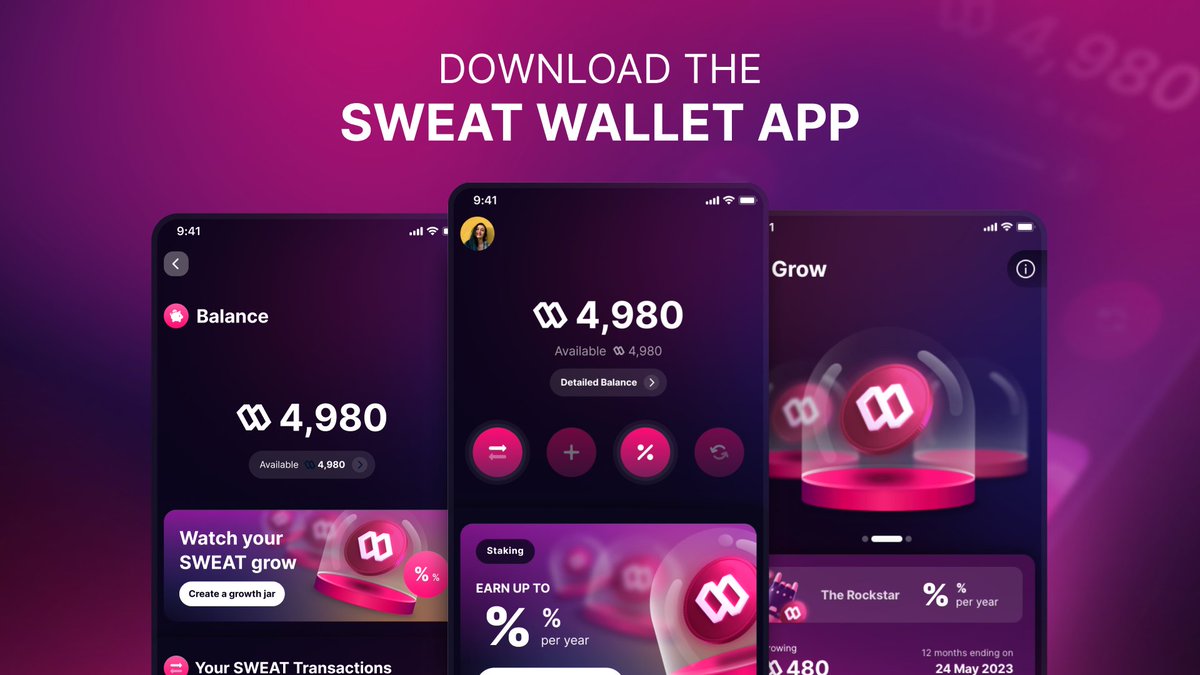 DOWNLOAD THE
SWEAT WALLET APP
4,980
9:41
Balance
4,980
Available 4,980
Watch your
SWEAT grow
Create a growth jar
% %
Your SWEAT Transactions
9:41
4,980
Available 4,980
Detailed Balance
%
Staking
EARN UP TO
% %
per year
1
Grow
The Rockstar
% %
per year
rowing
480
12 months ending on
24 May 2023